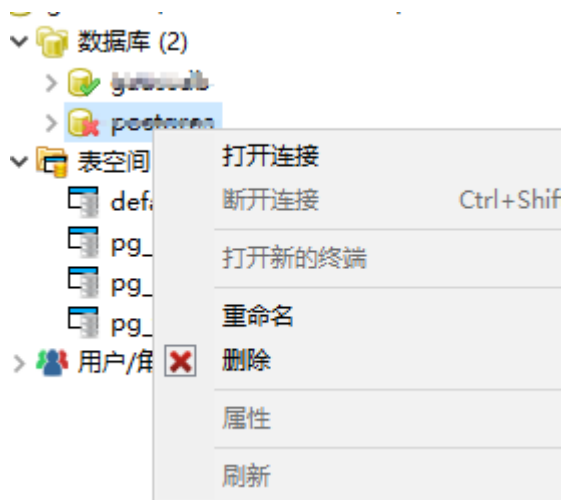 数据库 (2)
postgres
表空间
defa
pg_
pg_
pg_
用户/角
打开连接
断开连接 Ctrl+Shif
打开新的终端
重命名
删除
属性
刷新